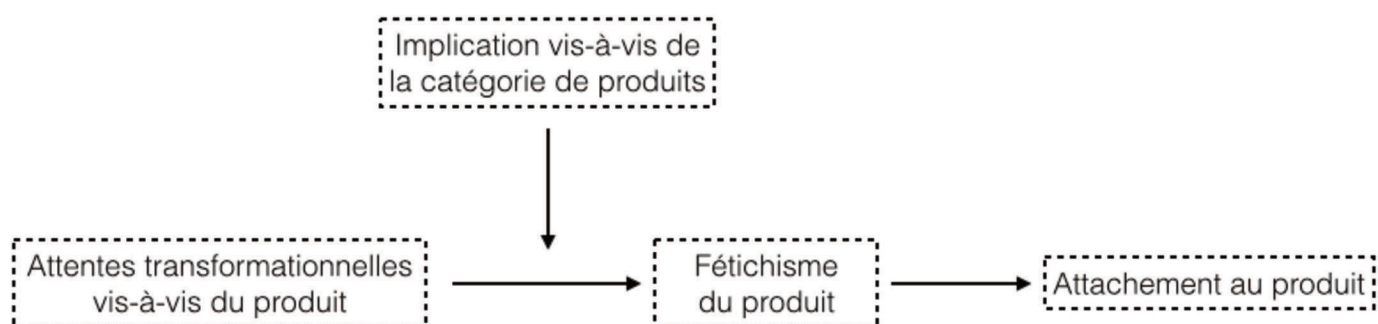 Implication vis-à-vis de
la catégorie de produits
Attentes transformationnelles
vis-à-vis du produit
Fétichisme
du produit
Attachement au produit